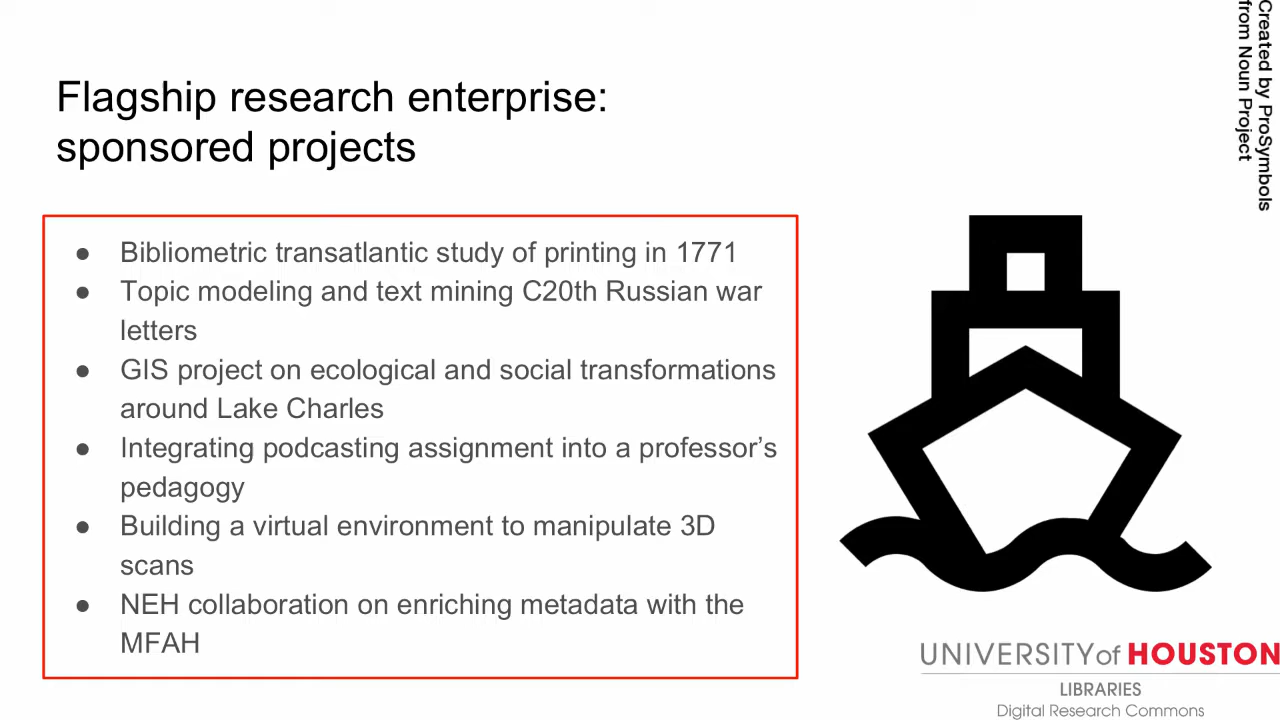 Flagship research enterprise:
sponsored projects
● Bibliometric transatlantic study of printing in 1771
● Topic modeling and text mining C20th Russian war
letters
● GIS project on ecological and social transformations
around Lake Charles
● Integrating podcasting assignment into a professor’s
pedagogy
● Building a virtual environment to manipulate 3D
scans
● NEH collaboration on enriching metadata with the
MFAH
Created by ProSymbols
from Noun Project
UNIVERSITY of HOUSTON
LIBRARIES
Digital Research Commons